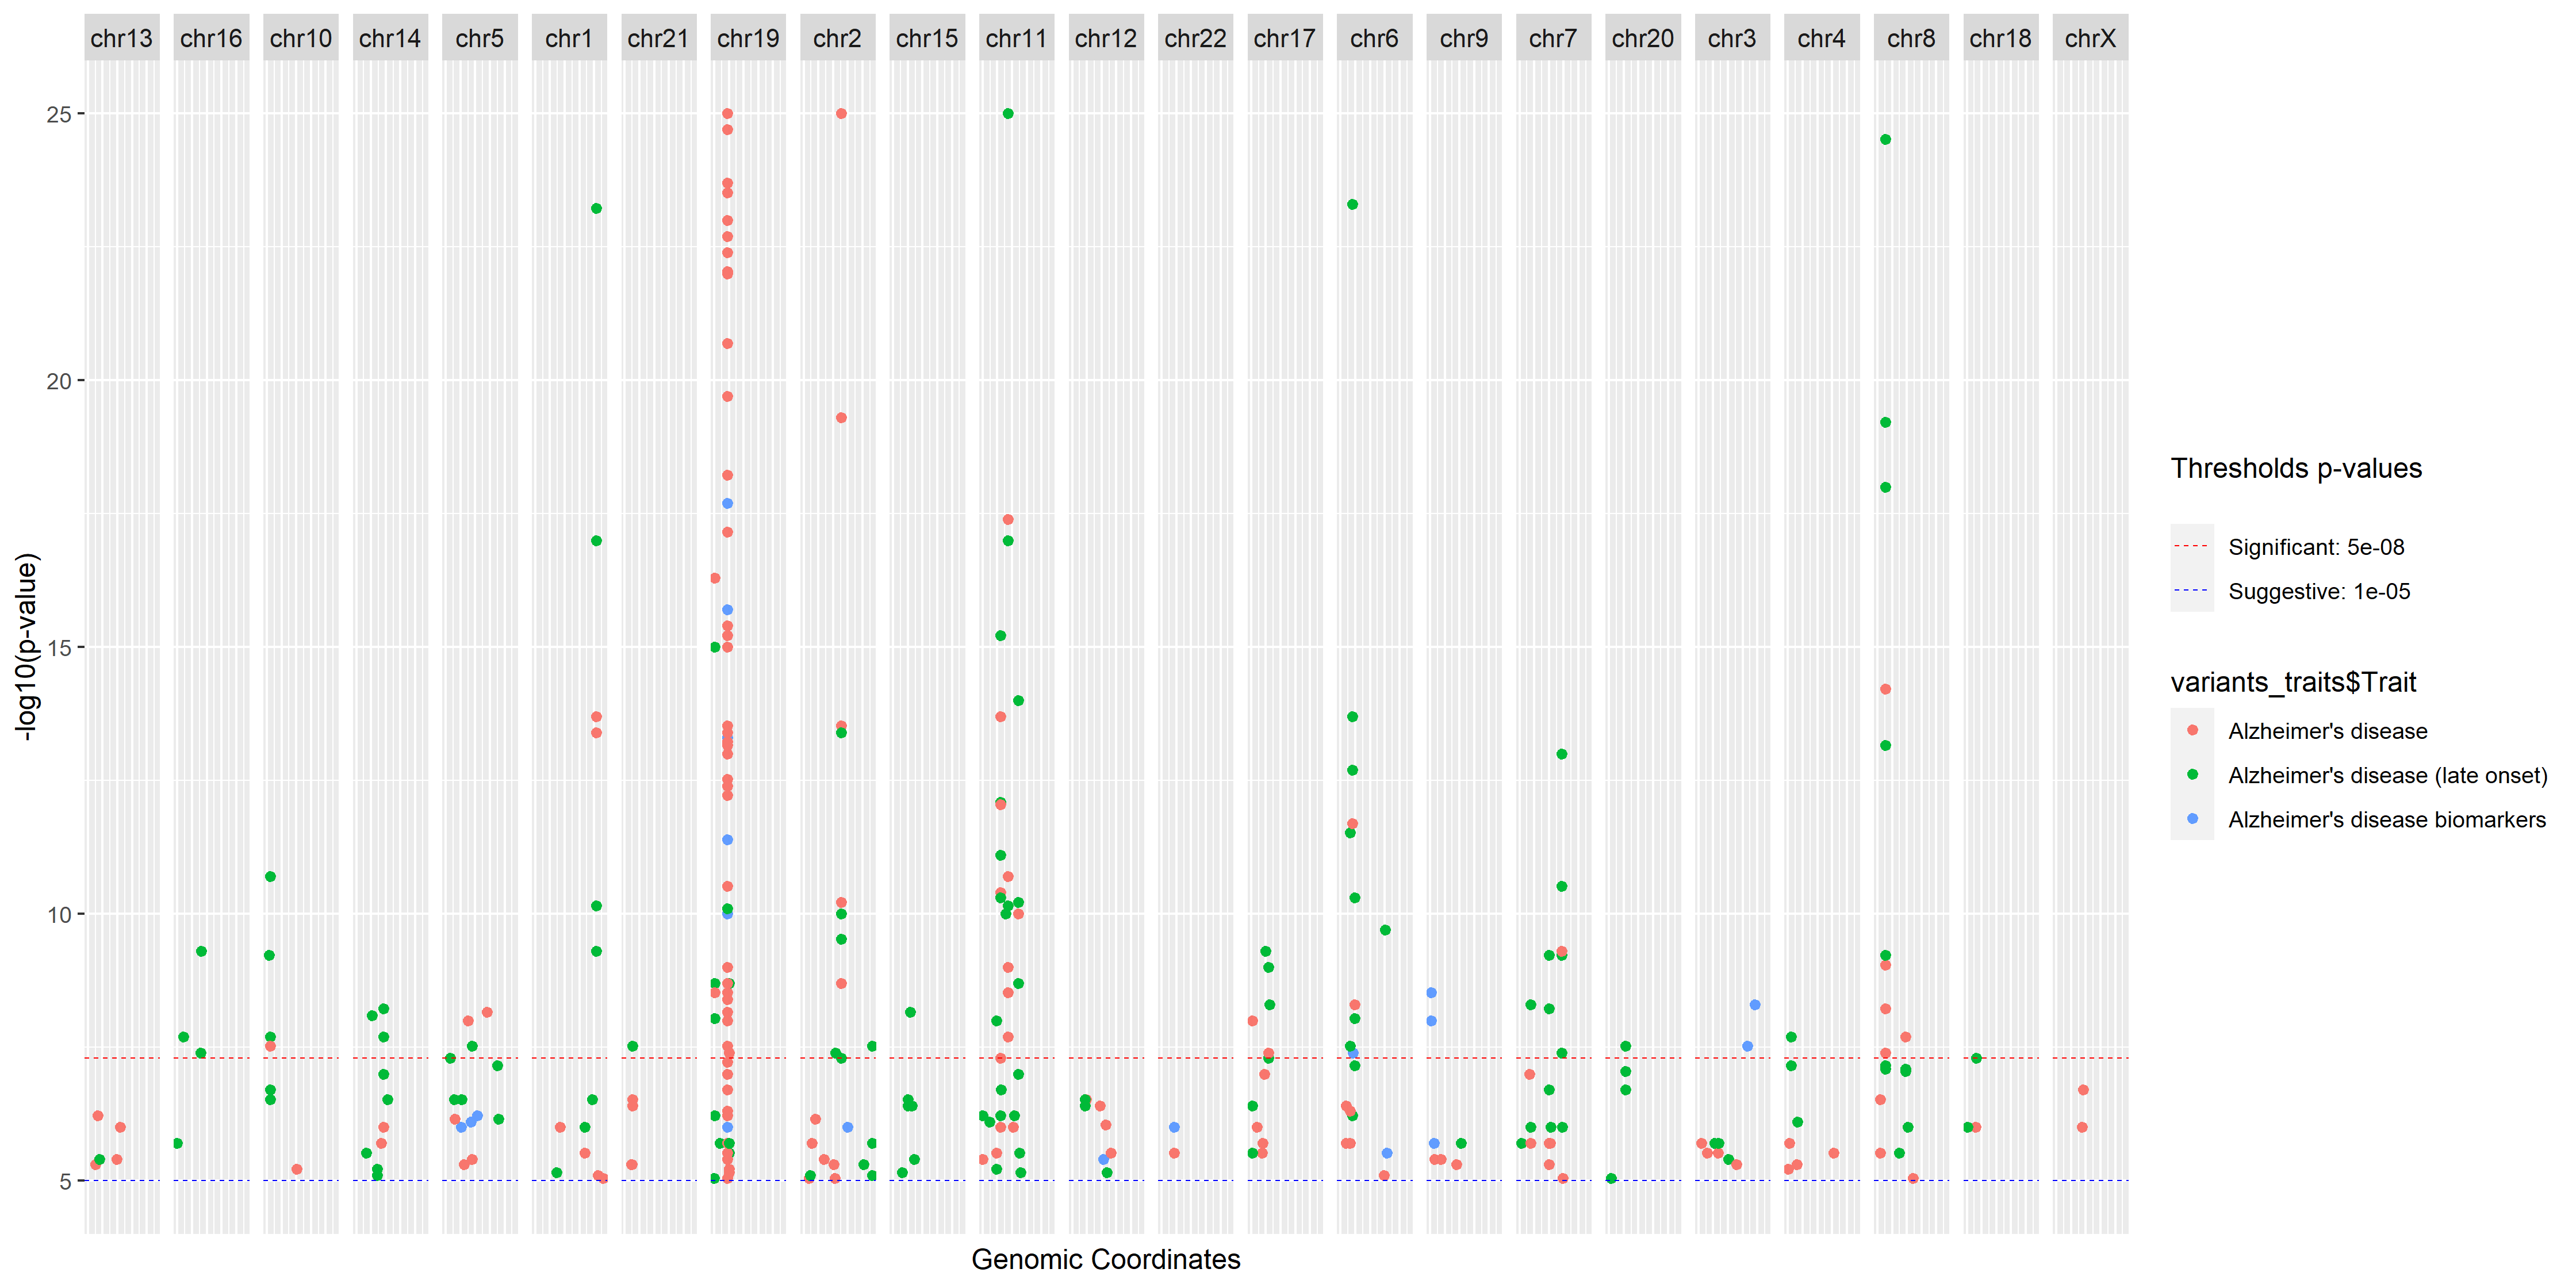 chr13 chr16 chr10 chr14 chr5 chr1 chr21 chr19 chr2 chr15 chr11 chr12 chr22 chr17 chr6 chr9 chr7 chr20 chr3 chr4 chr8 chr18 chrX
25
20
15
10
5
-log10(p-value)
Genomic Coordinates
Thresholds p-values
Significant: 5e-08
Suggestive: 1e-05
variants_traits$Trait
Alzheimer's disease
Alzheimer's disease (late onset)
Alzheimer's disease biomarkers